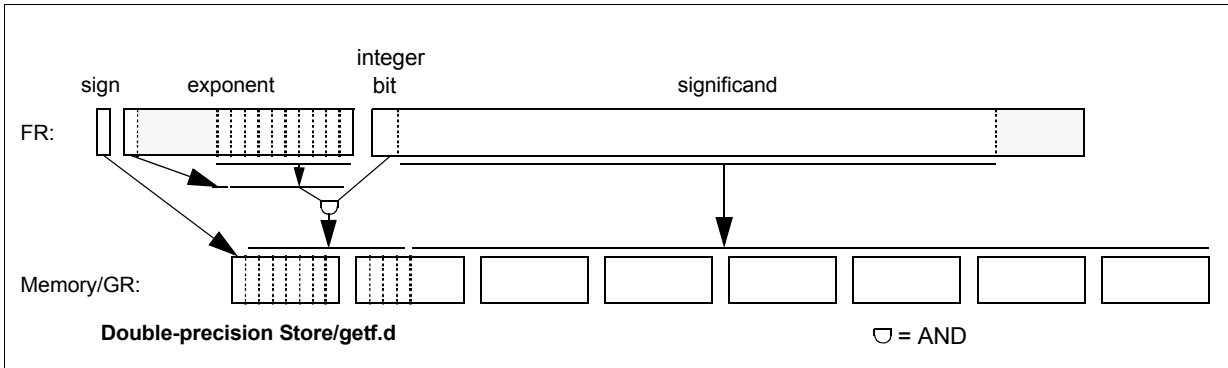 integer
sign exponent bit significand
FR:
Memory/GR:
Double-precision Store/getf.d = AND